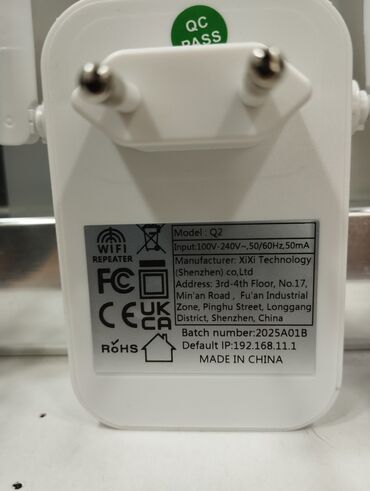 QC
PASS
WiFi
REPEATER
Model: Q2
Input:100V-240V~,50/60Hz,50mA
Manufacturer: XiXi Technology
(Shenzhen) co,Ltd
Address: 3rd-4th Floor, No.17,
Min'an Road , Fu'an Industrial
Zone, Pinghu Street, Longgang
District, Shenzhen, China
FC
CE
UK
CA
RoHS
Batch number:2025A01B
Default IP:192.168.11.1
MADE IN CHINA